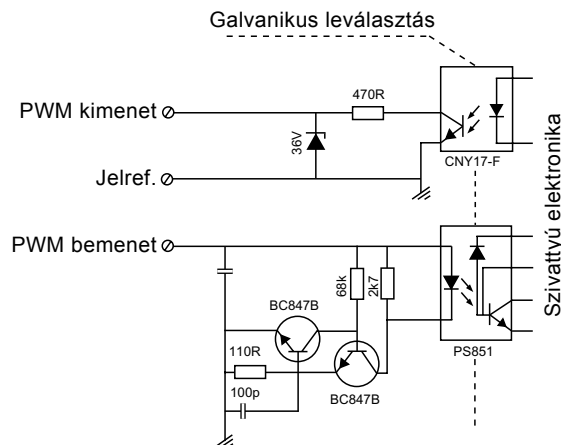 Galvanikus leválasztás
470R
PWM kimenet
36V
CNY17-F
Jelref.
Szivattyú elektronika
PWM bemenet
68k
2k7
BC847B
PS851
110R
100p
BC847B